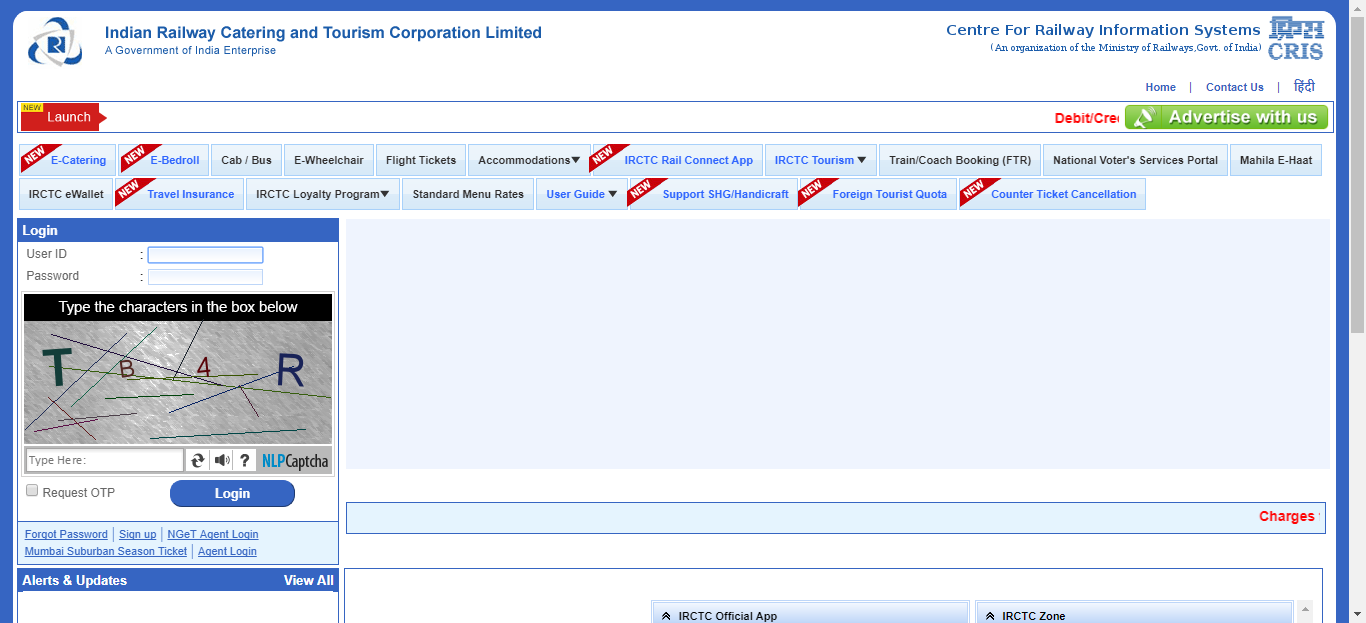 Indian Railway Catering and Tourism Corporation Limited
A Government of India Enterprise
Centre For Railway Information Systems
(An organization of the Ministry of Railways,Govt. of India)
CRIS
Home | Contact Us | हिंदी
NEW
Launch
Debit/Cre
Advertise with us
NEW E-Catering NEW E-Bedroll Cab / Bus E-Wheelchair Flight Tickets Accommodations▼ NEW IRCTC Rail Connect App IRCTC Tourism ▼ Train/Coach Booking (FTR) National Voter's Services Portal Mahila E-Haat
IRCTC eWallet NEW Travel Insurance IRCTC Loyalty Program▼ Standard Menu Rates User Guide ▼ NEW Support SHG/Handicraft NEW Foreign Tourist Quota NEW Counter Ticket Cancellation
Login
User ID :
Password :
Type the characters in the box below
T B 4 R
Type Here:
? NLPCaptcha
Request OTP Login
Forgot Password | Sign up | NGeT Agent Login
Mumbai Suburban Season Ticket | Agent Login
Charges
Alerts & Updates View All
IRCTC Official App
IRCTC Zone